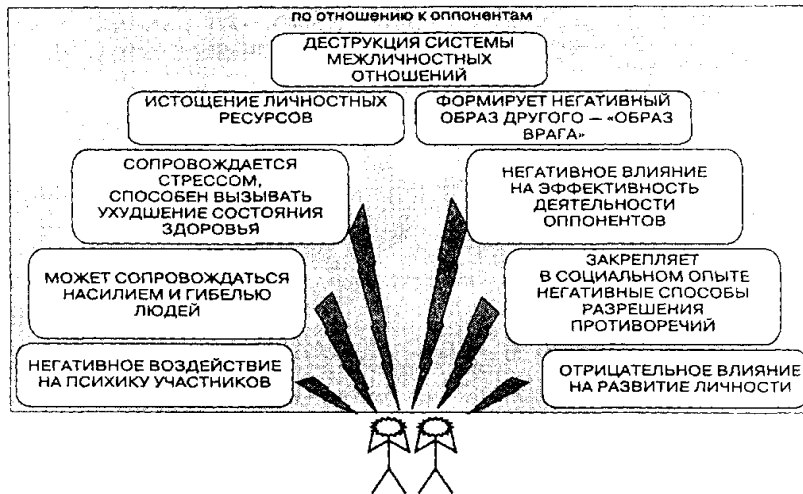 по отношению к оппонентам
ДЕСТРУКЦИЯ СИСТЕМЫ
МЕЖЛИЧНОСТНЫХ
ОТНОШЕНИЙ
ИСТОЩЕНИЕ ЛИЧНОСТНЫХ
РЕСУРСОВ
ФОРМИРУЕТ НЕГАТИВНЫЙ
ОБРАЗ ДРУГОГО — «ОБРАЗ
ВРАГА»
СОПРОВОЖДАЕТСЯ
СТРЕССОМ,
СПОСОБЕН ВЫЗЫВАТЬ
УХУДШЕНИЕ СОСТОЯНИЯ
ЗДОРОВЬЯ
НЕГАТИВНОЕ ВЛИЯНИЕ
НА ЭФФЕКТИВНОСТЬ
ДЕЯТЕЛЬНОСТИ
ОППОНЕНТОВ
МОЖЕТ СОПРОВОЖДАТЬСЯ
НАСИЛИЕМ И ГИБЕЛЬЮ
ЛЮДЕЙ
ЗАКРЕПЛЯЕТ
В СОЦИАЛЬНОМ ОПЫТЕ
НЕГАТИВНЫЕ СПОСОБЫ
РАЗРЕШЕНИЯ
ПРОТИВОРЕЧИЙ
НЕГАТИВНОЕ ВОЗДЕЙСТВИЕ
НА ПСИХИКУ УЧАСТНИКОВ
ОТРИЦАТЕЛЬНОЕ ВЛИЯНИЕ
НА РАЗВИТИЕ ЛИЧНОСТИ